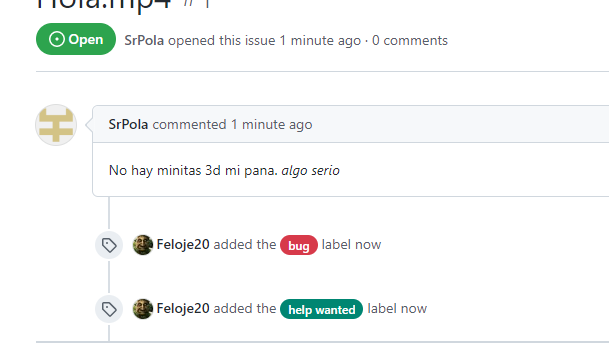 Hola.mp4 #1
Open SrPola opened this issue 1 minute ago · 0 comments
SrPola commented 1 minute ago
No hay minitas 3d mi pana. algo serio
Feloje20 added the bug label now
Feloje20 added the help wanted label now